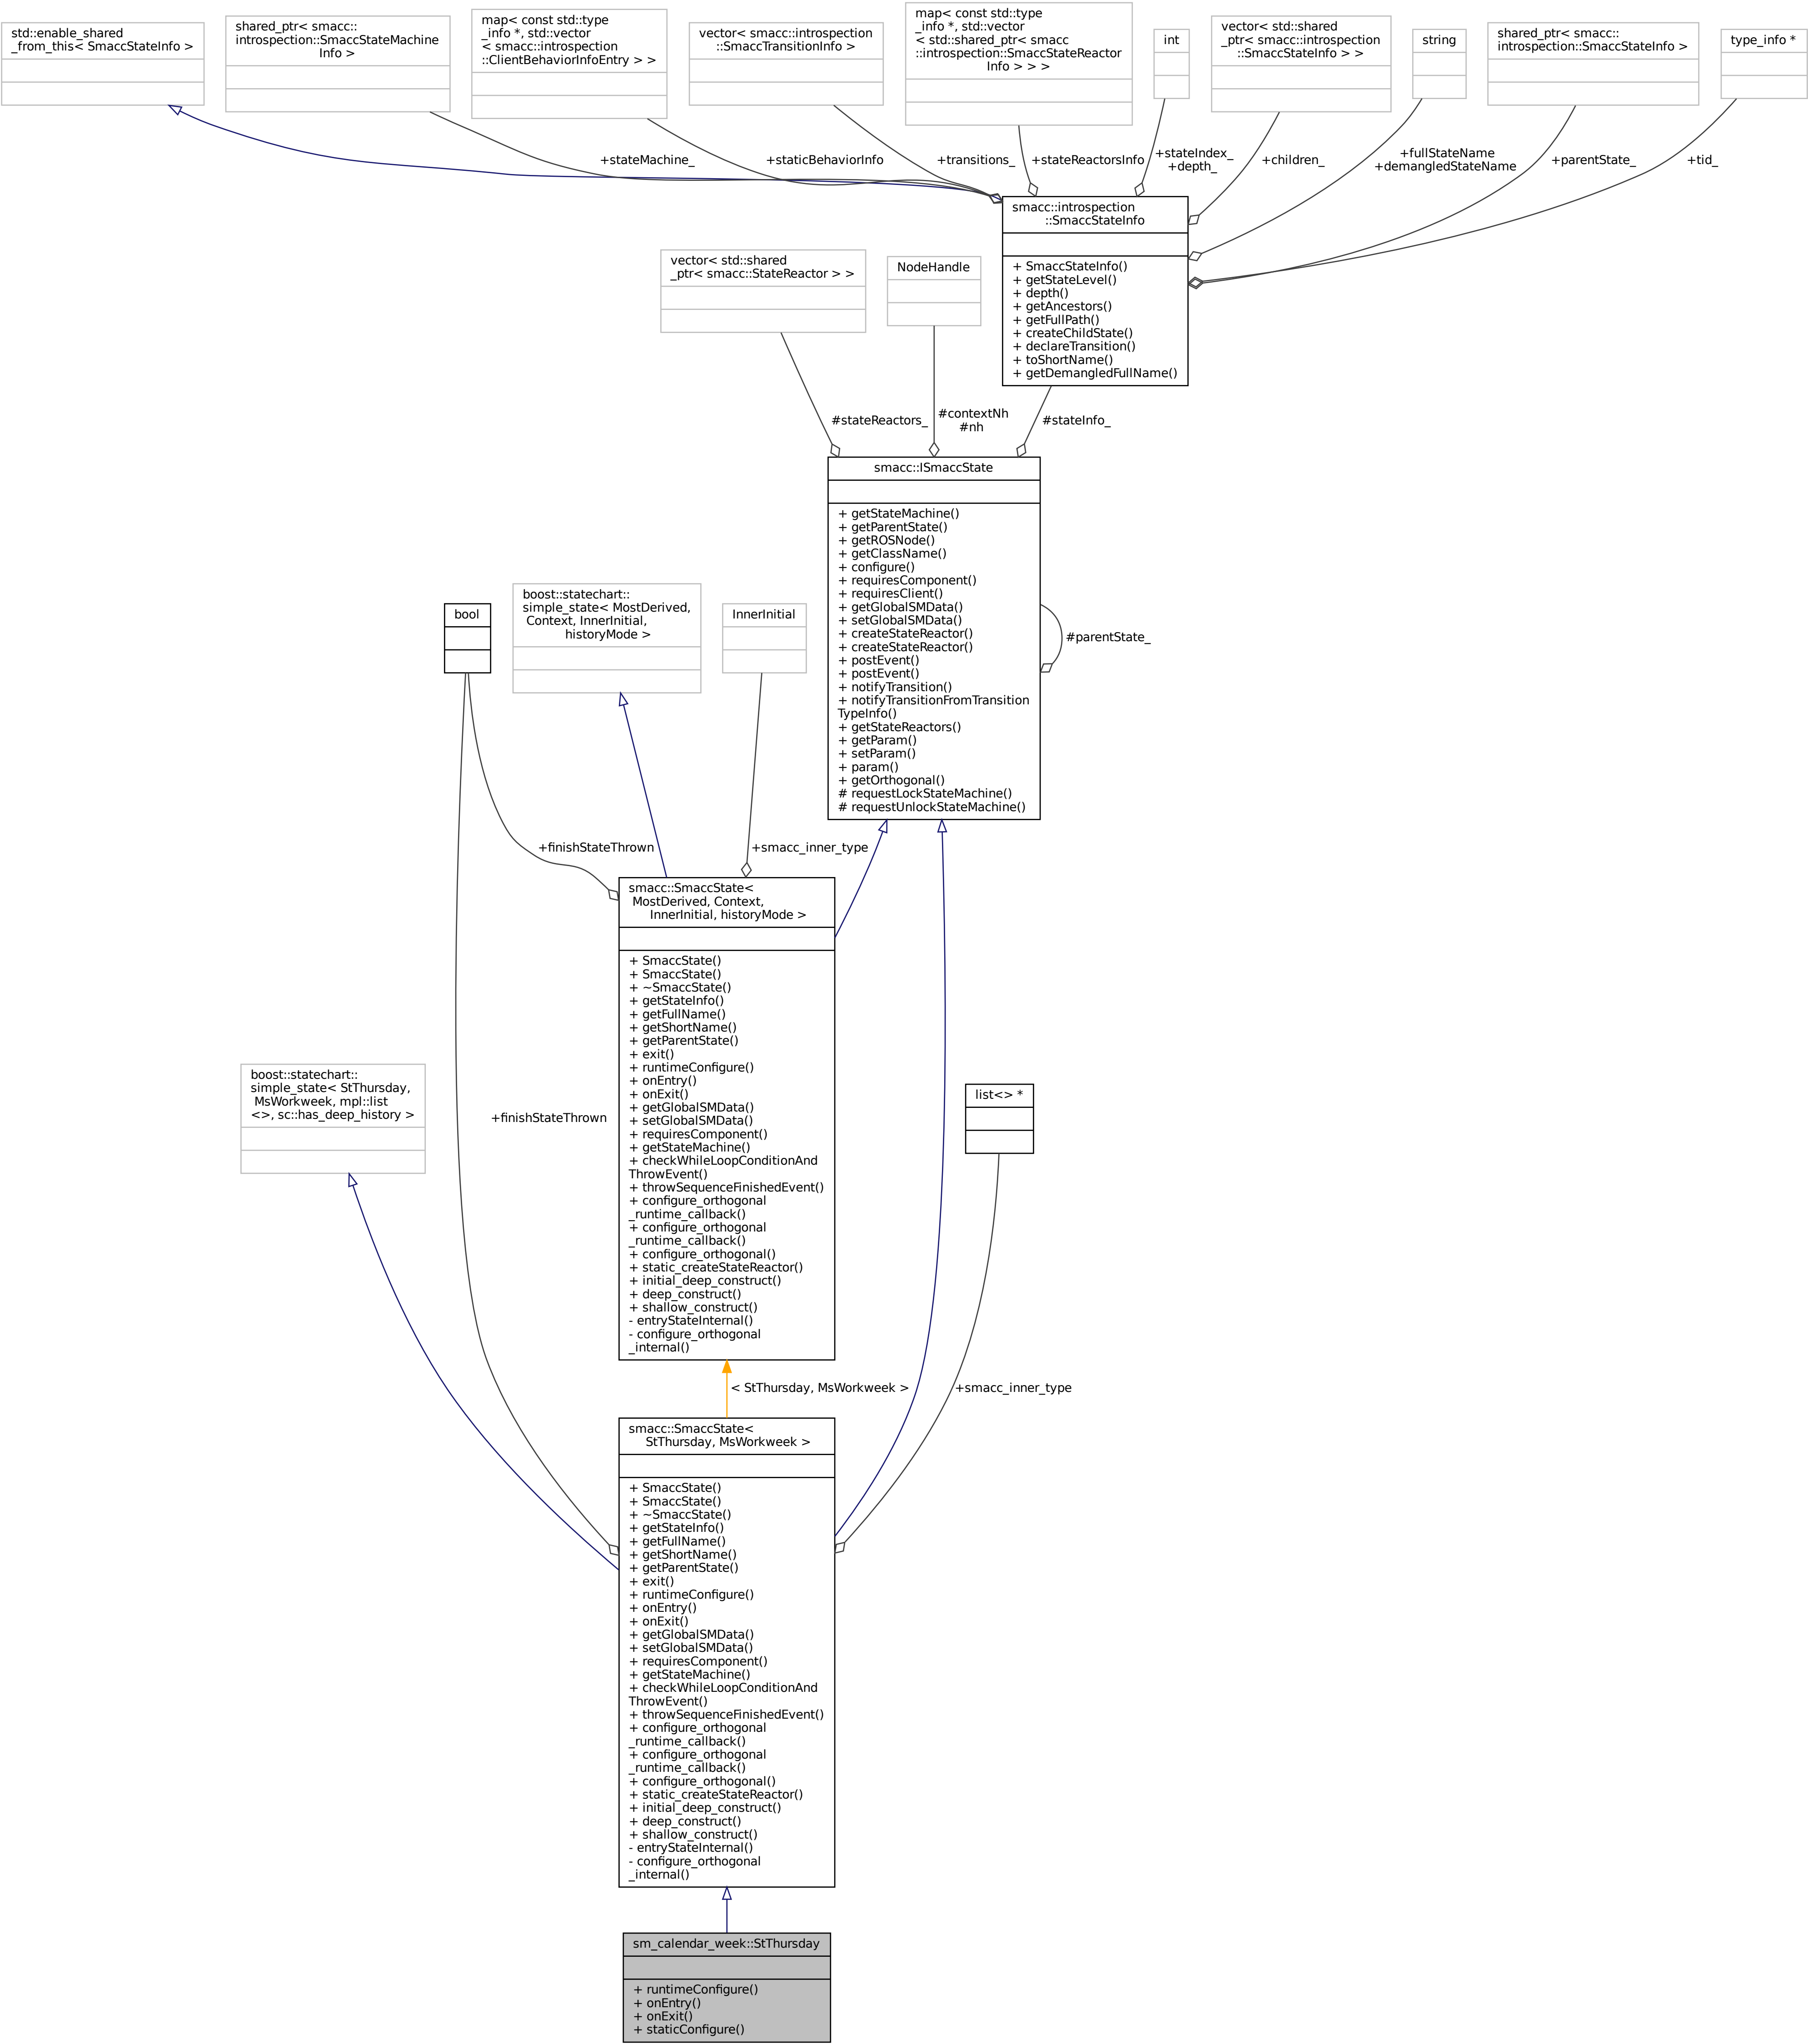 std::enable_shared
_from_this< SmaccStateInfo >
shared_ptr< smacc::
introspection::SmaccStateMachine
Info >
map< const std::type
_info *, std::vector
< smacc::introspection
::ClientBehaviorInfoEntry > >
vector< smacc::introspection
::SmaccTransitionInfo >
map< const std::type
_info *, std::vector
< std::shared_ptr< smacc
::introspection::SmaccStateReactor
Info > > >
int
vector< std::shared
_ptr< smacc::introspection
::SmaccStateInfo > >
string
shared_ptr< smacc::
introspection::SmaccStateInfo >
type_info *
+stateMachine_
+staticBehaviorInfo
+transitions_
+stateReactorsInfo
+stateIndex_
+depth_
+children_
+fullStateName
+demangledStateName
+parentState_
+tid_
smacc::introspection
::SmaccStateInfo
+ SmaccStateInfo()
+ getStateLevel()
+ depth()
+ getAncestors()
+ getFullPath()
+ createChildState()
+ declareTransition()
+ toShortName()
+ getDemangledFullName()
vector< std::shared
_ptr< smacc::StateReactor > >
NodeHandle
#stateReactors_
#contextNh
#nh
#stateInfo_
smacc::ISmaccState
+ getStateMachine()
+ getParentState()
+ getROSNode()
+ getClassName()
+ configure()
+ requiresComponent()
+ requiresClient()
+ getGlobalSMData()
+ setGlobalSMData()
+ createStateReactor()
+ createStateReactor()
+ postEvent()
+ postEvent()
+ notifyTransition()
+ notifyTransitionFromTransition
TypeInfo()
+ getStateReactors()
+ getParam()
+ setParam()
+ param()
+ getOrthogonal()
# requestLockStateMachine()
# requestUnlockStateMachine()
#parentState_
bool
boost::statechart::
simple_state< MostDerived,
Context, InnerInitial,
historyMode >
InnerInitial
+finishStateThrown
+smacc_inner_type
smacc::SmaccState<
MostDerived, Context,
InnerInitial, historyMode >
+ SmaccState()
+ SmaccState()
+ ~SmaccState()
+ getStateInfo()
+ getFullName()
+ getShortName()
+ getParentState()
+ exit()
+ runtimeConfigure()
+ onEntry()
+ onExit()
+ getGlobalSMData()
+ setGlobalSMData()
+ requiresComponent()
+ getStateMachine()
+ checkWhileLoopConditionAnd
ThrowEvent()
+ throwSequenceFinishedEvent()
+ configure_orthogonal
_runtime_callback()
+ configure_orthogonal
_runtime_callback()
+ configure_orthogonal()
+ static_createStateReactor()
+ initial_deep_construct()
+ deep_construct()
+ shallow_construct()
- entryStateInternal()
- configure_orthogonal
_internal()
boost::statechart::
simple_state< StThursday,
MsWorkweek, mpl::list
<>, sc::has_deep_history >
+finishStateThrown
list<> *
< StThursday, MsWorkweek >
+smacc_inner_type
smacc::SmaccState<
StThursday, MsWorkweek >
+ SmaccState()
+ SmaccState()
+ ~SmaccState()
+ getStateInfo()
+ getFullName()
+ getShortName()
+ getParentState()
+ exit()
+ runtimeConfigure()
+ onEntry()
+ onExit()
+ getGlobalSMData()
+ setGlobalSMData()
+ requiresComponent()
+ getStateMachine()
+ checkWhileLoopConditionAnd
ThrowEvent()
+ throwSequenceFinishedEvent()
+ configure_orthogonal
_runtime_callback()
+ configure_orthogonal
_runtime_callback()
+ configure_orthogonal()
+ static_createStateReactor()
+ initial_deep_construct()
+ deep_construct()
+ shallow_construct()
- entryStateInternal()
- configure_orthogonal
_internal()
sm_calendar_week::StThursday
+ runtimeConfigure()
+ onEntry()
+ onExit()
+ staticConfigure()